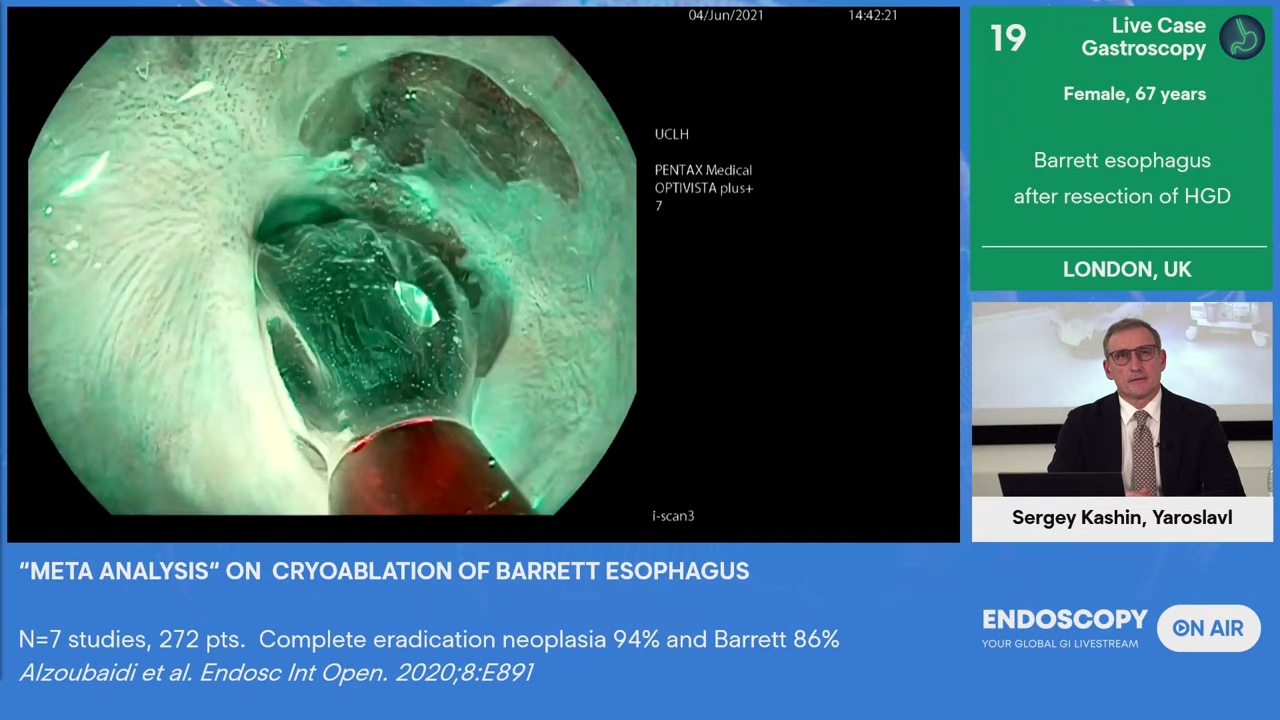 04/Jun/2021 14:42:21
UCLH
PENTAX Medical
OPTIVISTA plus+
7
i-scan3
19
Live Case
Gastroscopy
Female, 67 years
Barrett esophagus
after resection of HGD
LONDON, UK
Sergey Kashin, Yaroslavl
“META ANALYSIS“ ON CRYOABLATION OF BARRETT ESOPHAGUS
N=7 studies, 272 pts. Complete eradication neoplasia 94% and Barrett 86%
Alzoubaidi et al. Endosc Int Open. 2020;8:E891
ENDOSCOPY
YOUR GLOBAL GI LIVESTREAM
ON AIR